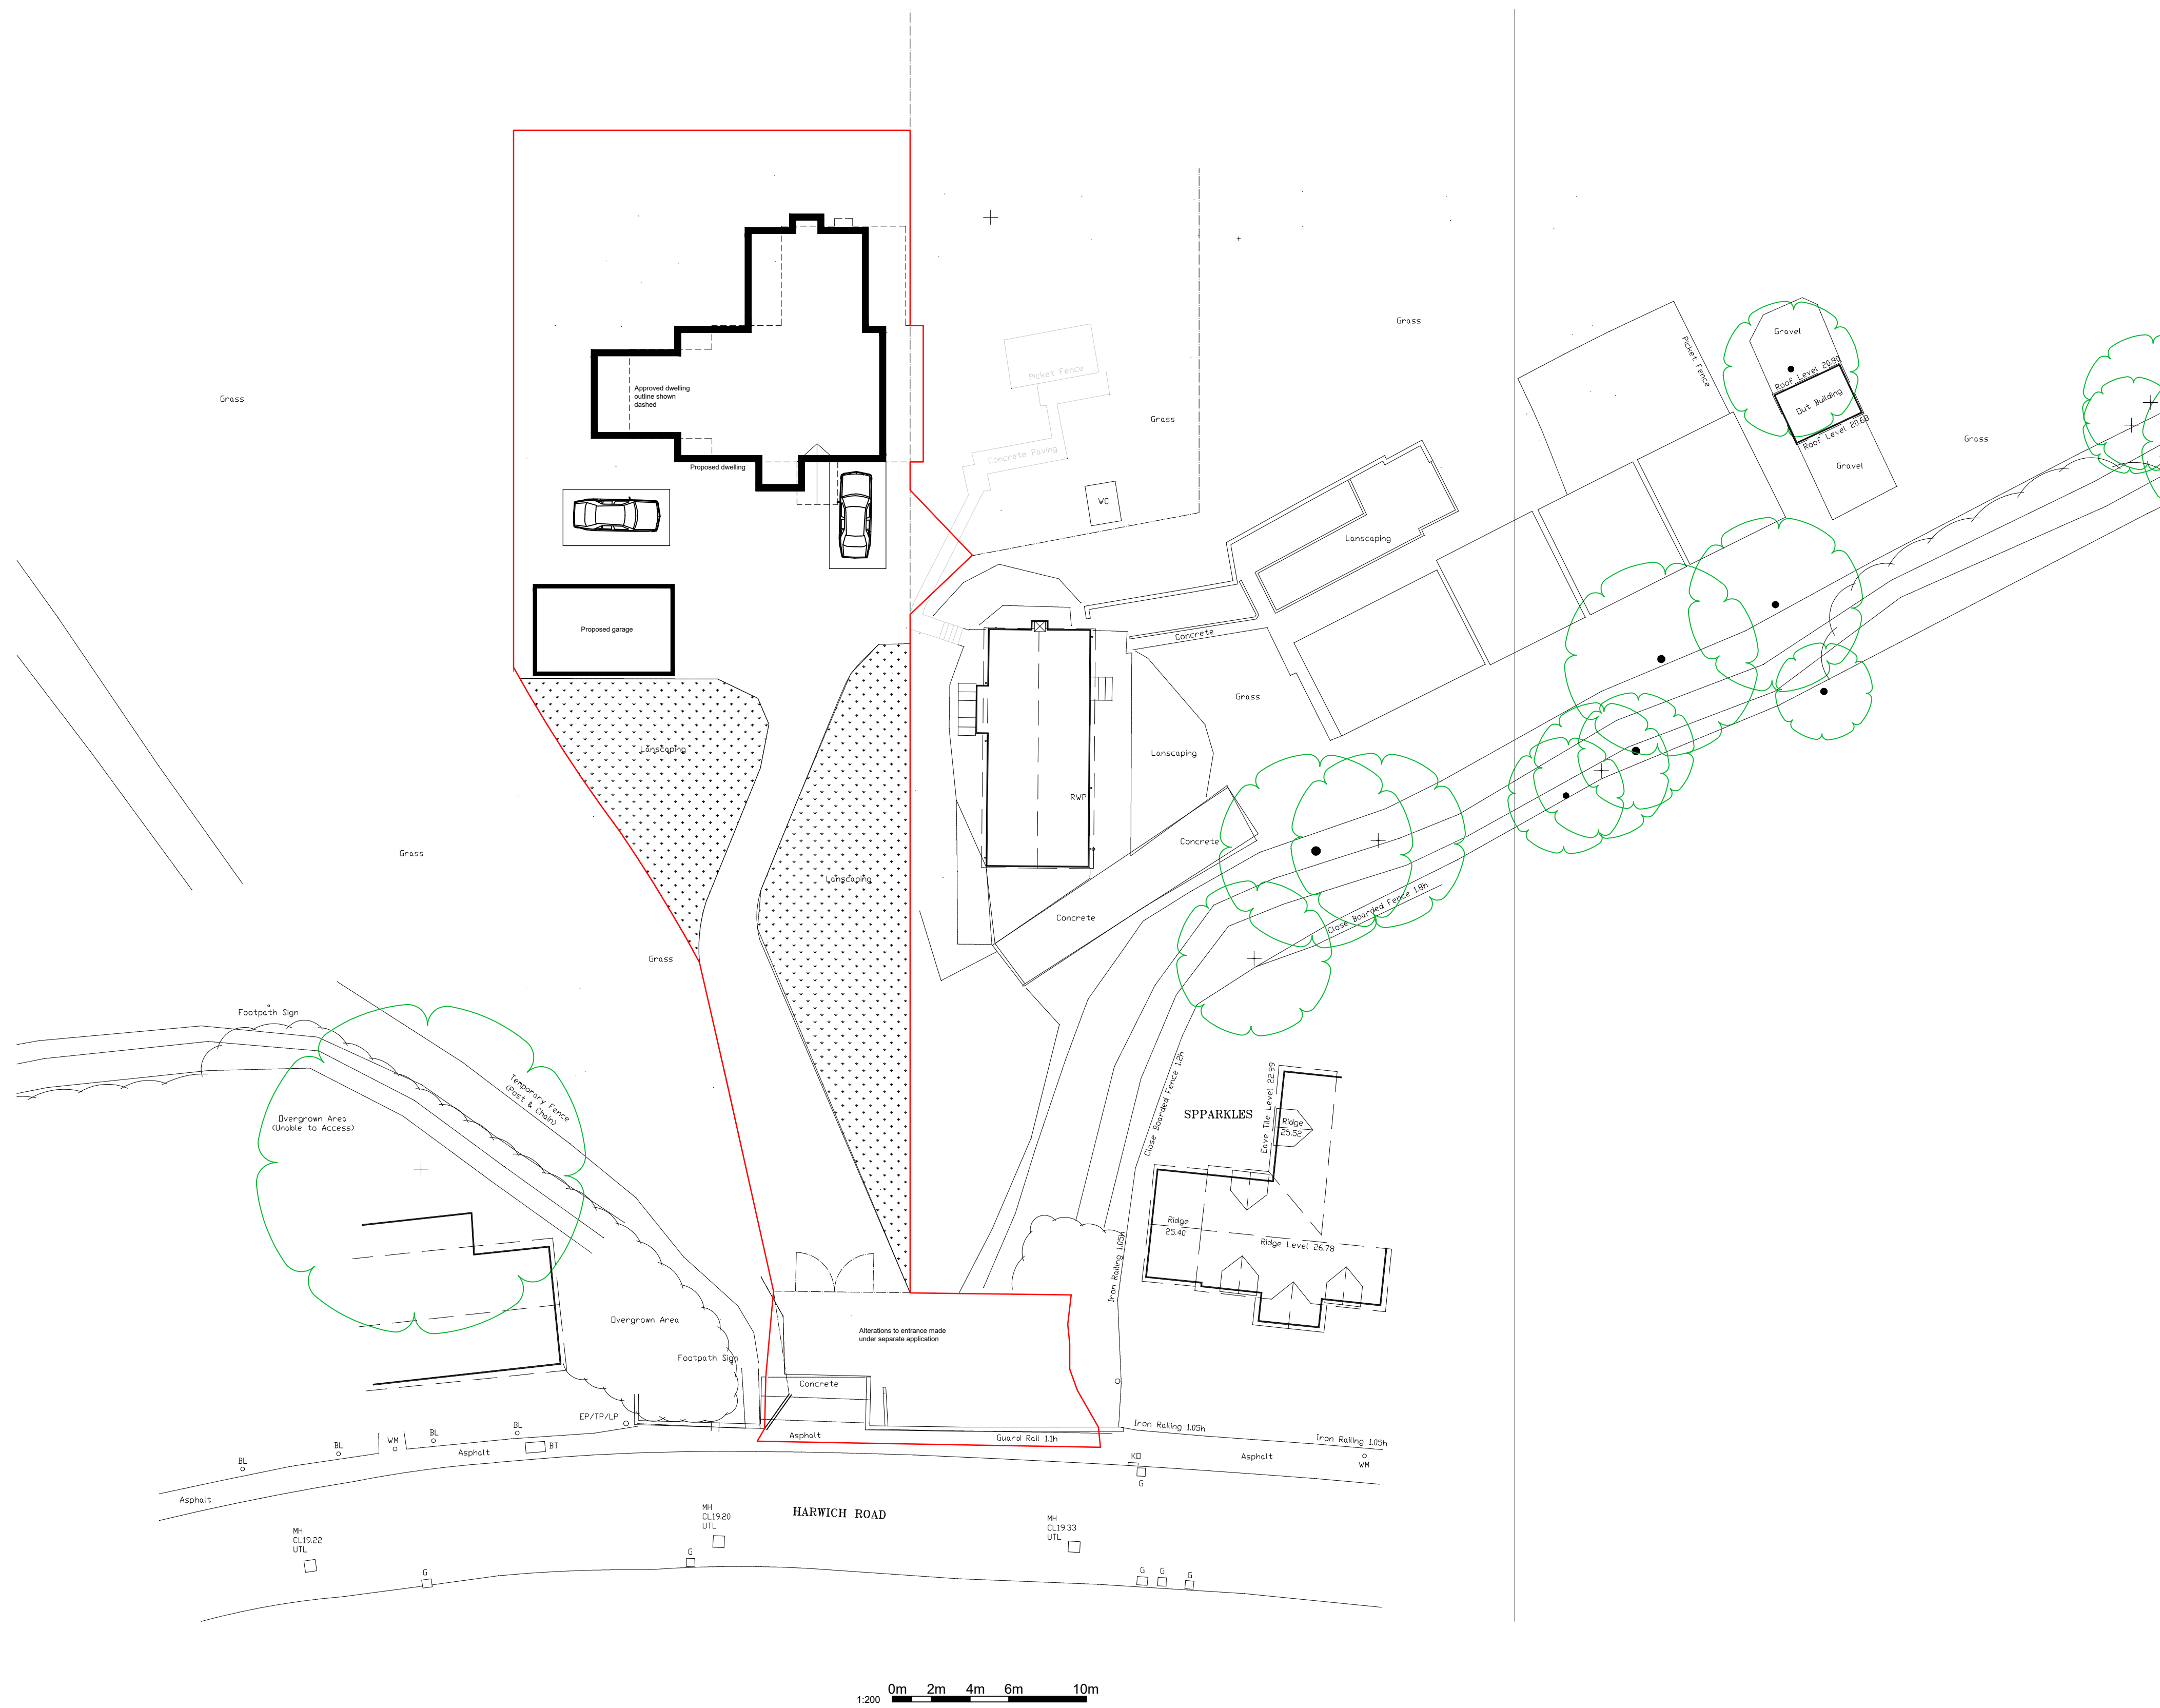 Gravel
Picket Fence
Grass
Roof Level 20.80
Picket Fence
Out Building
Approved dwelling
outline shown
dashed
Grass
Grass
Roof Level 20.68
Grass
Concrete Paving
Proposed dwelling
Gravel
WC
Lanscaping
Proposed garage
Concrete
Grass
Lanscaping
Lanscaping
RWP
Concrete
Grass
Lanscaping
Close Boarded Fence 1.8h
Concrete
Grass
Footpath Sign
Temporary Fence
(Post & Chain)
Close Boarded Fence 1.2h
Eave Tile Level 22.99
SPPARKLES
Overgrown Area
(Unable to Access)
Ridge
25.52
Ridge
25.40
Ridge Level 26.78
Iron Railing 1.05h
Overgrown Area
Alterations to entrance made
under separate application
Footpath Sign
Concrete
EP/TP/LP
BL
Iron Railing 1.05h
BL
WM
BL
BT
Asphalt
Guard Rail 1.1h
Iron Railing 1.05h
Asphalt
KO
Asphalt
WM
BL
G
Asphalt
MH
CL19.20
UTL
HARWICH ROAD
MH
CL19.33
UTL
MH
CL19.22
UTL
G
G
G
G
G
0m 2m 4m 6m 10m
1:200